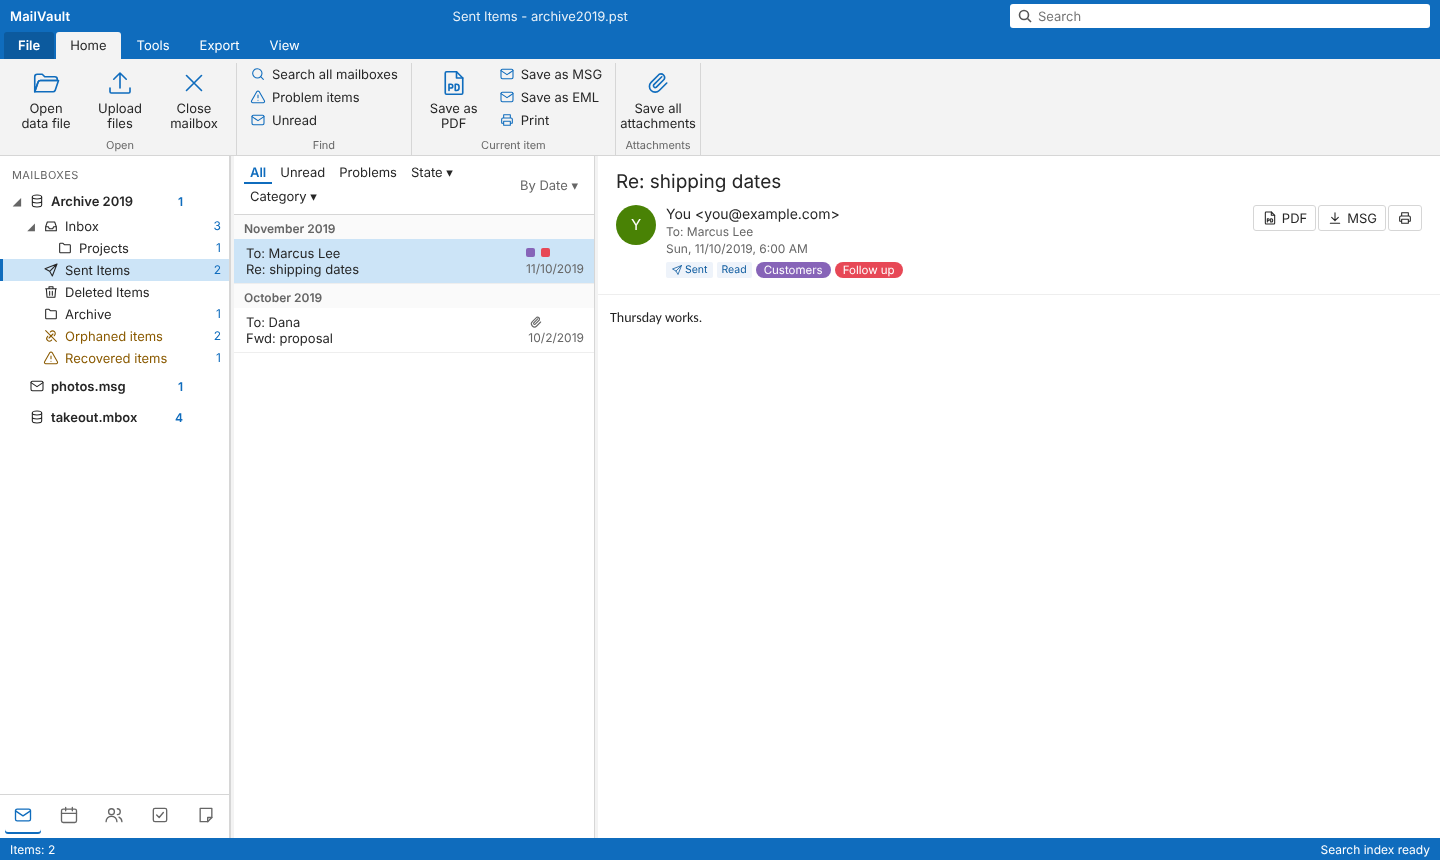 MailVault
Sent Items - archive2019.pst
Search
File
Home
Tools
Export
View
Open data file
Upload files
Close mailbox
Open
Search all mailboxes
Problem items
Unread
Find
Save as PDF
Save as MSG
Save as EML
Print
Current item
Save all attachments
Attachments
MAILBOXES
Archive 2019 1
Inbox 3
Projects 1
Sent Items 2
Deleted Items
Archive 1
Orphaned items 2
Recovered items 1
photos.msg 1
takeout.mbox 4
All Unread Problems State ▾
Category ▾
By Date ▾
November 2019
To: Marcus Lee
Re: shipping dates 11/10/2019
October 2019
To: Dana
Fwd: proposal 10/2/2019
Re: shipping dates
Y
You <you@example.com>
To: Marcus Lee
Sun, 11/10/2019, 6:00 AM
Sent Read Customers Follow up
PDF MSG
Thursday works.
Items: 2
Search index ready